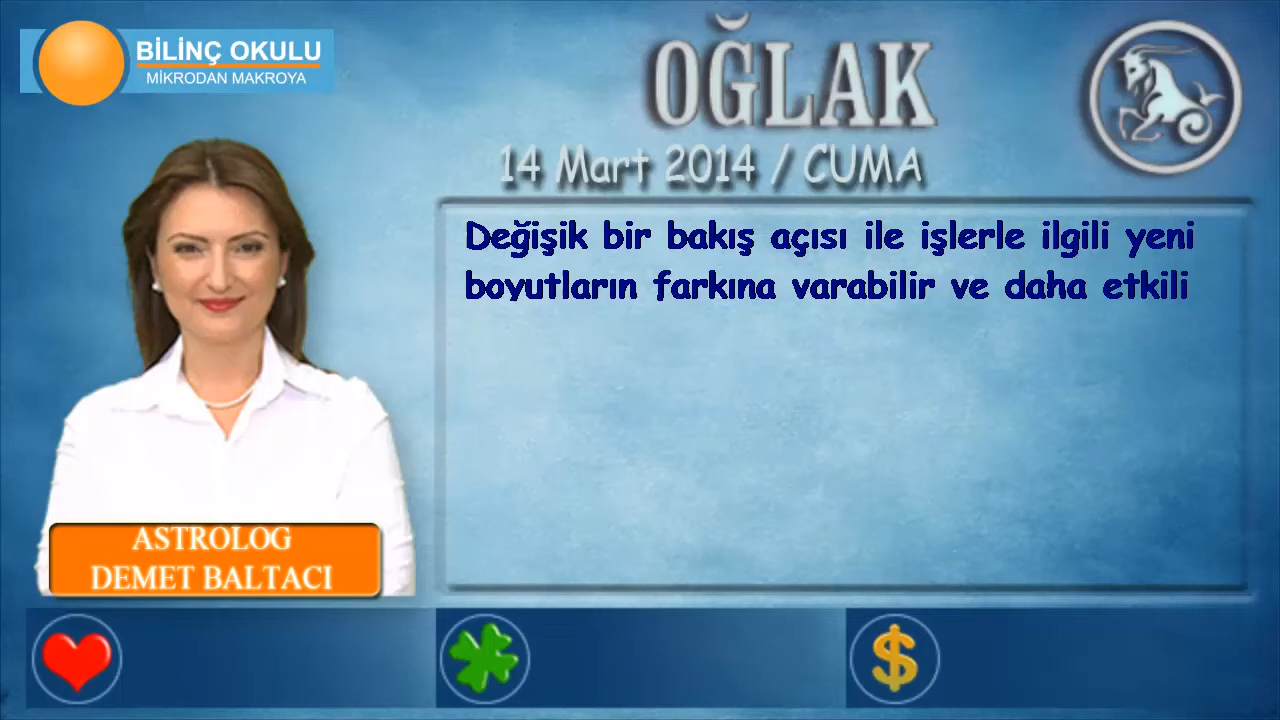 BİLİNÇ OKULU
MİKRODAN MAKROYA
OĞLAK
14 Mart 2014 / CUMA
Değişik bir bakış açısı ile işlerle ilgili yeni
boyutların farkına varabilir ve daha etkili
ASTROLOG
DEMET BALTACI